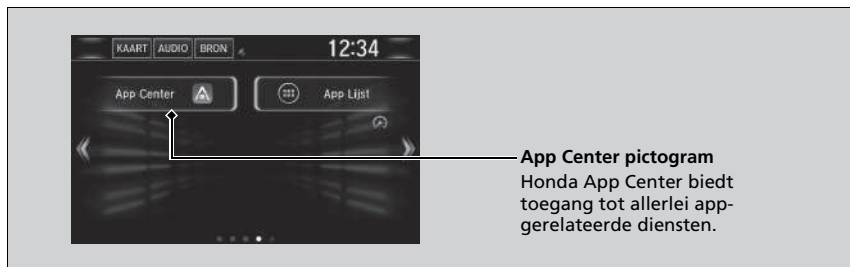 KAART AUDIO BRON 12:34
App Center App Lijst
App Center pictogram
Honda App Center biedt
toegang tot allerlei app-
gerelateerde diensten.